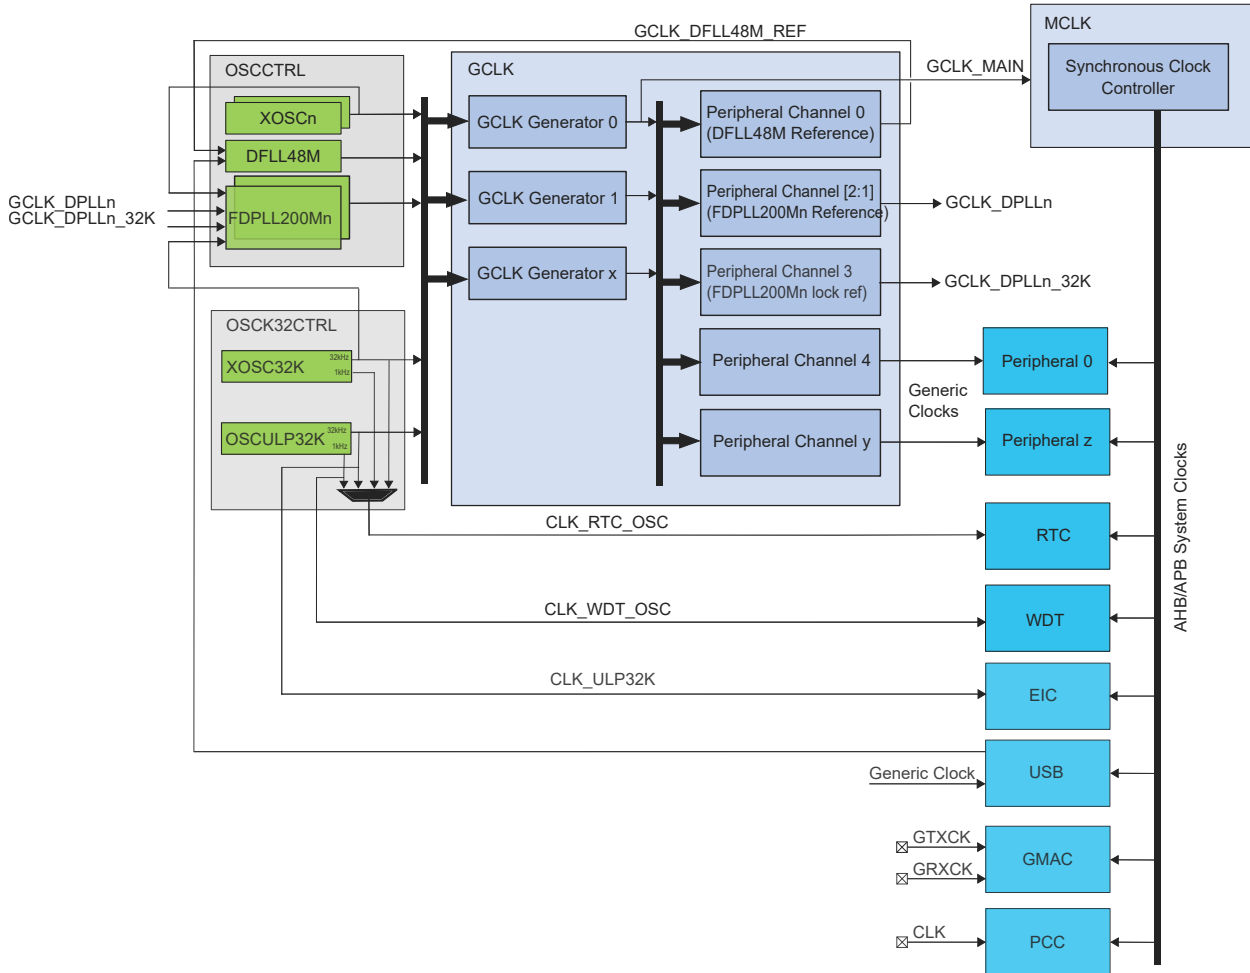 GCLK_DFLL48M_REF
MCLK
OSCCTRL
GCLK
GCLK_MAIN
Synchronous Clock
Controller
XOSCn
GCLK Generator 0
Peripheral Channel 0
(DFLL48M Reference)
DFLL48M
GCLK_DPLLn
GCLK_DPLLn_32K
FDPLL200Mn
GCLK Generator 1
Peripheral Channel [2:1]
(FDPLL200Mn Reference)
GCLK_DPLLn
GCLK Generator x
Peripheral Channel 3
(FDPLL200Mn lock ref)
GCLK_DPLLn_32K
OSCK32CTRL
XOSC32K
32kHz
1kHz
Peripheral Channel 4
Peripheral 0
Generic
Clocks
OSCULP32K
32kHz
1kHz
Peripheral Channel y
Peripheral z
CLK_RTC_OSC
RTC
AHB/APB System Clocks
CLK_WDT_OSC
WDT
CLK_ULP32K
EIC
Generic Clock
USB
GTXCK
GRXCK
GMAC
CLK
PCC